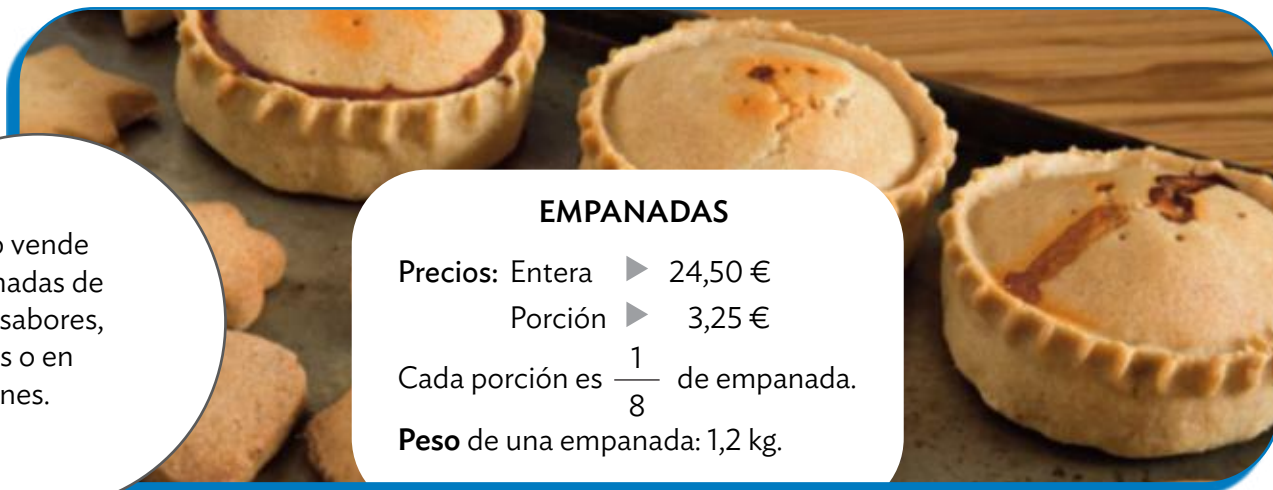 o vende
nadas de
sabores,
s o en
nes.
EMPANADAS
Precios: Entera ▶ 24,50 €
Porción ▶ 3,25 €
Cada porción es 1/8 de empanada.
Peso de una empanada: 1,2 kg.